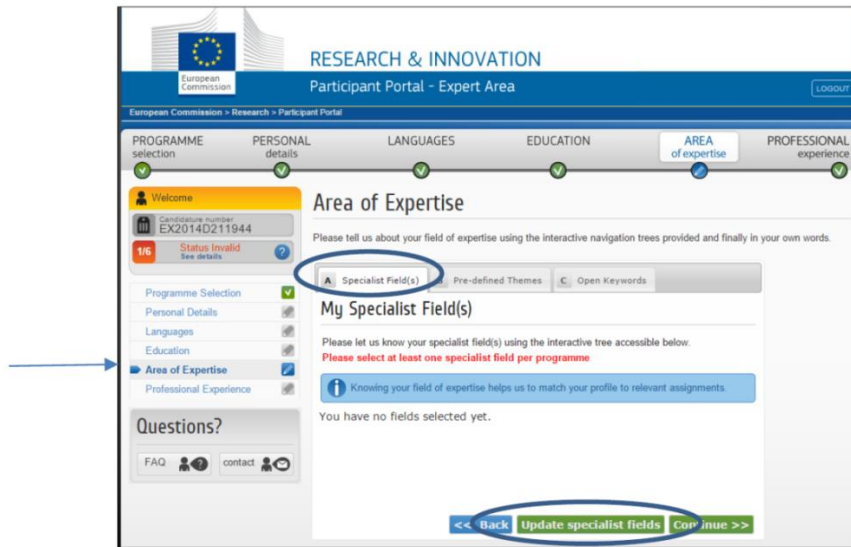 European
Commission
RESEARCH & INNOVATION
Participant Portal - Expert Area
LOGOUT
European Commission > Research > Participant Portal
PROGRAMME
selection
PERSONAL
details
LANGUAGES
EDUCATION
AREA
of expertise
PROFESSIONAL
experience
Welcome
Candidature number
EX2014D211944
1/6
Status Invalid
See details
?
Programme Selection
Personal Details
Languages
Education
Area of Expertise
Professional Experience
Questions?
FAQ
?
contact
Area of Expertise
Please tell us about your field of expertise using the interactive navigation trees provided and finally in your own words.
A Specialist Field(s)
Pre-defined Themes
C Open Keywords
My Specialist Field(s)
Please let us know your specialist field(s) using the interactive tree accessible below.
Please select at least one specialist field per programme
i Knowing your field of expertise helps us to match your profile to relevant assignments.
You have no fields selected yet.
<< Back
Update specialist fields
Continue >>